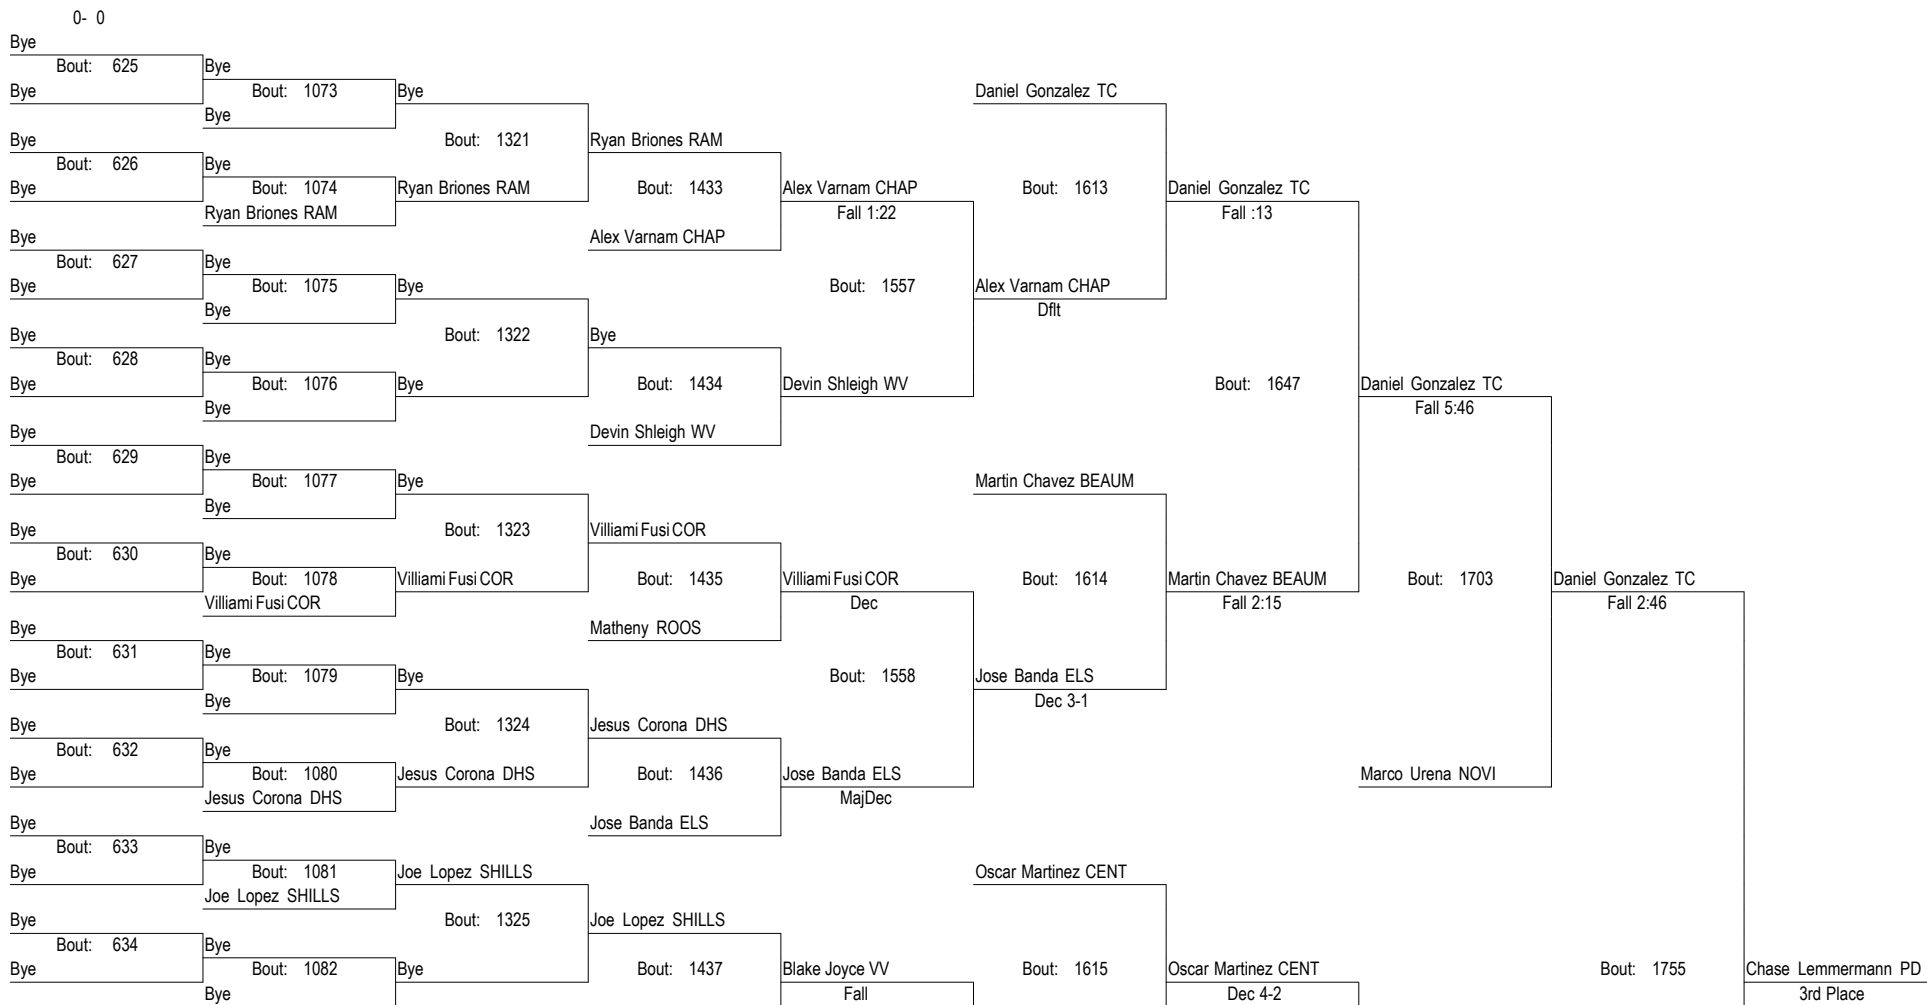 0- 0
Bye
Bout: 625 Bye
Bye Bout: 1073 Bye Daniel Gonzalez TC
Bye
Bye Bout: 1321 Ryan Briones RAM
Bout: 626 Bye
Bye Bout: 1074 Ryan Briones RAM Bout: 1433 Alex Varnam CHAP Bout: 1613 Daniel Gonzalez TC
Ryan Briones RAM Fall 1:22 Fall :13
Bye Alex Varnam CHAP
Bout: 627 Bye
Bye Bout: 1075 Bye Bout: 1557 Alex Varnam CHAP
Bye Dflt
Bye Bout: 1322 Bye
Bout: 628 Bye
Bye Bout: 1076 Bye Bout: 1434 Devin Shleigh WV Bout: 1647 Daniel Gonzalez TC
Bye Fall 5:46
Bye Devin Shleigh WV
Bout: 629 Bye
Bye Bout: 1077 Bye Martin Chavez BEAUM
Bye
Bye Bout: 1323 Villiami Fusi COR
Bout: 630 Bye
Bye Bout: 1078 Villiami Fusi COR Bout: 1435 Villiami Fusi COR Bout: 1614 Martin Chavez BEAUM Bout: 1703 Daniel Gonzalez TC
Villiami Fusi COR Dec Fall 2:15 Fall 2:46
Bye Matheny ROOS
Bout: 631 Bye
Bye Bout: 1079 Bye Bout: 1558 Jose Banda ELS
Bye Dec 3-1
Bye Bout: 1324 Jesus Corona DHS
Bout: 632 Bye
Bye Bout: 1080 Jesus Corona DHS Bout: 1436 Jose Banda ELS Marco Urena NOVI
Jesus Corona DHS MajDec
Bye Jose Banda ELS
Bout: 633 Bye
Bye Bout: 1081 Joe Lopez SHILLS Oscar Martinez CENT
Joe Lopez SHILLS
Bye Bout: 1325 Joe Lopez SHILLS
Bout: 634 Bye
Bye Bout: 1082 Bye Bout: 1437 Blake Joyce VV Bout: 1615 Oscar Martinez CENT Bout: 1755 Chase Lemmermann PD
Bye Fall Dec 4-2 3rd Place